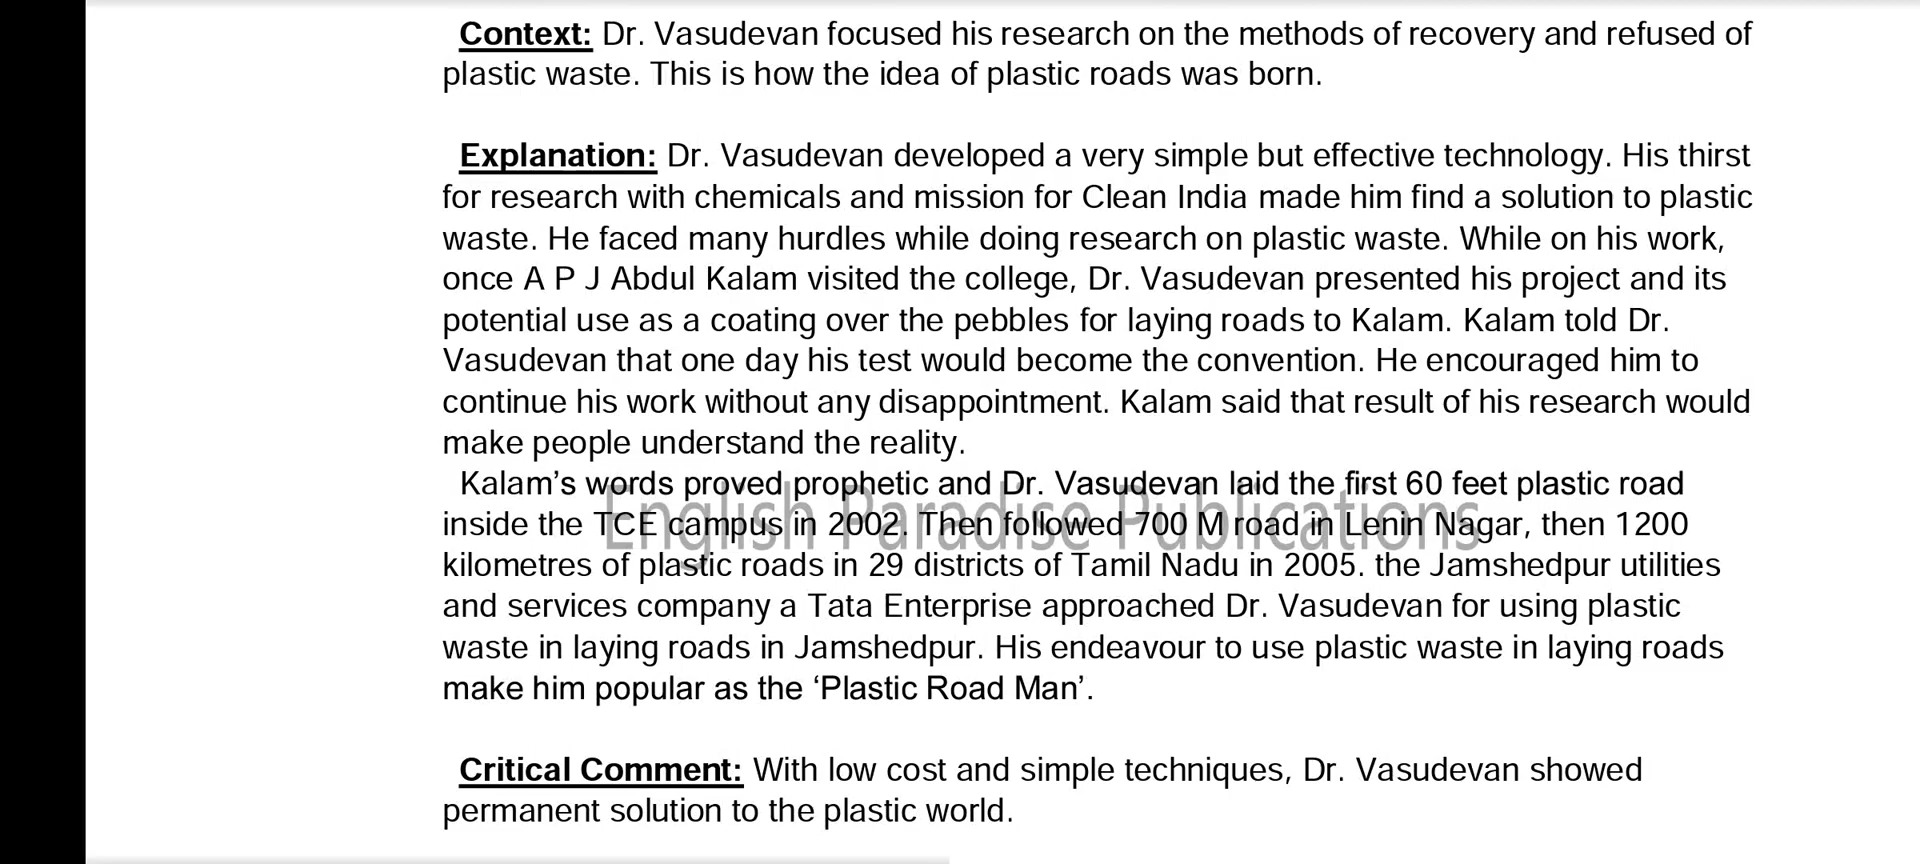 Context: Dr. Vasudevan focused his research on the methods of recovery and refused of
plastic waste. This is how the idea of plastic roads was born.
Explanation: Dr. Vasudevan developed a very simple but effective technology. His thirst
for research with chemicals and mission for Clean India made him find a solution to plastic
waste. He faced many hurdles while doing research on plastic waste. While on his work,
once A P J Abdul Kalam visited the college, Dr. Vasudevan presented his project and its
potential use as a coating over the pebbles for laying roads to Kalam. Kalam told Dr.
Vasudevan that one day his test would become the convention. He encouraged him to
continue his work without any disappointment. Kalam said that result of his research would
make people understand the reality.
Kalam's words proved prophetic and Dr. Vasudevan laid the first 60 feet plastic road
English Paradise Publications
inside the TCE campus in 2002. Then followed 700 M road in Lenin Nagar, then 1200
kilometres of plastic roads in 29 districts of Tamil Nadu in 2005. the Jamshedpur utilities
and services company a Tata Enterprise approached Dr. Vasudevan for using plastic
waste in laying roads in Jamshedpur. His endeavour to use plastic waste in laying roads
make him popular as the ‘Plastic Road Man’.
Critical Comment: With low cost and simple techniques, Dr. Vasudevan showed
permanent solution to the plastic world.